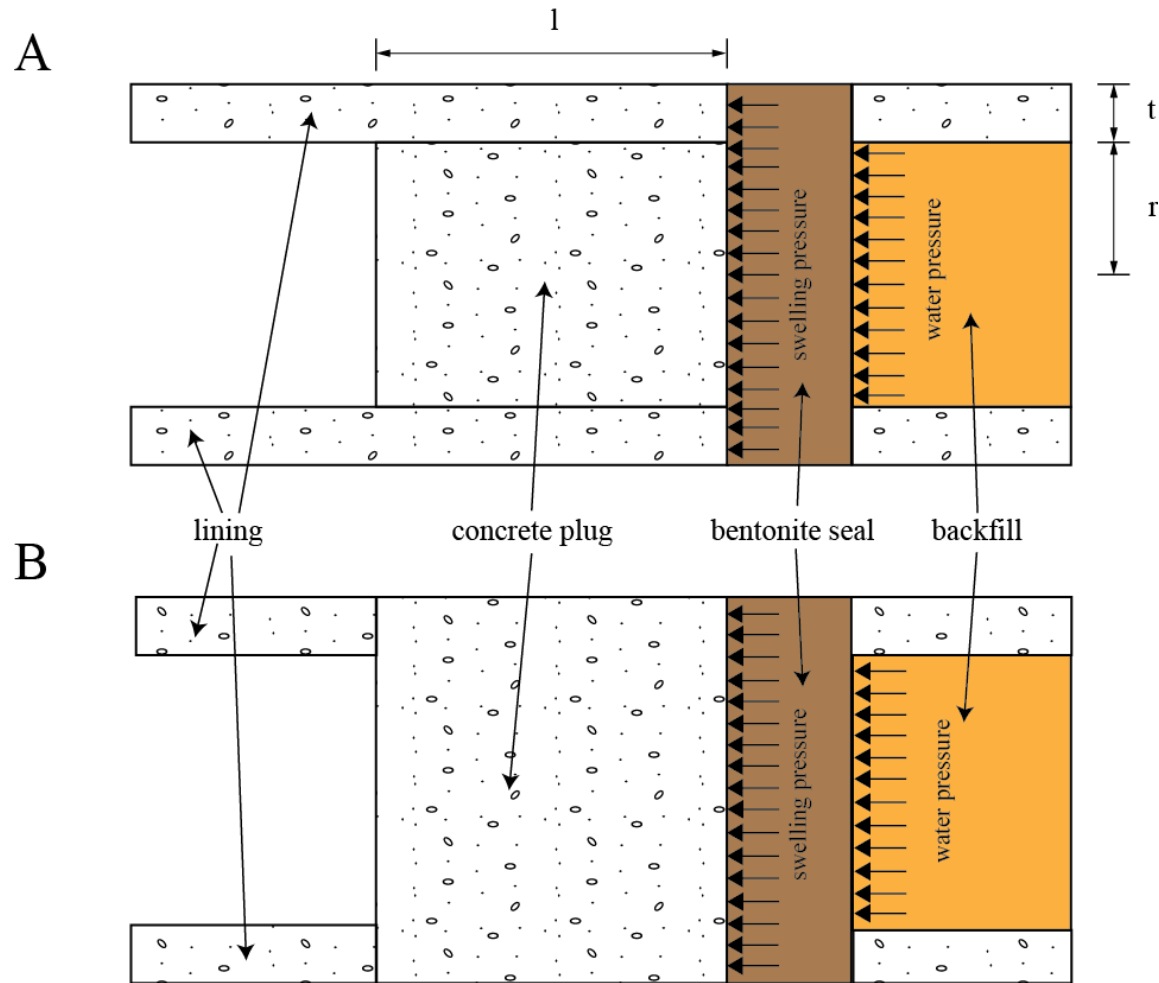 l
A
t
r
swelling pressure
water pressure
lining
concrete plug
bentonite seal
backfill
B
swelling pressure
water pressure